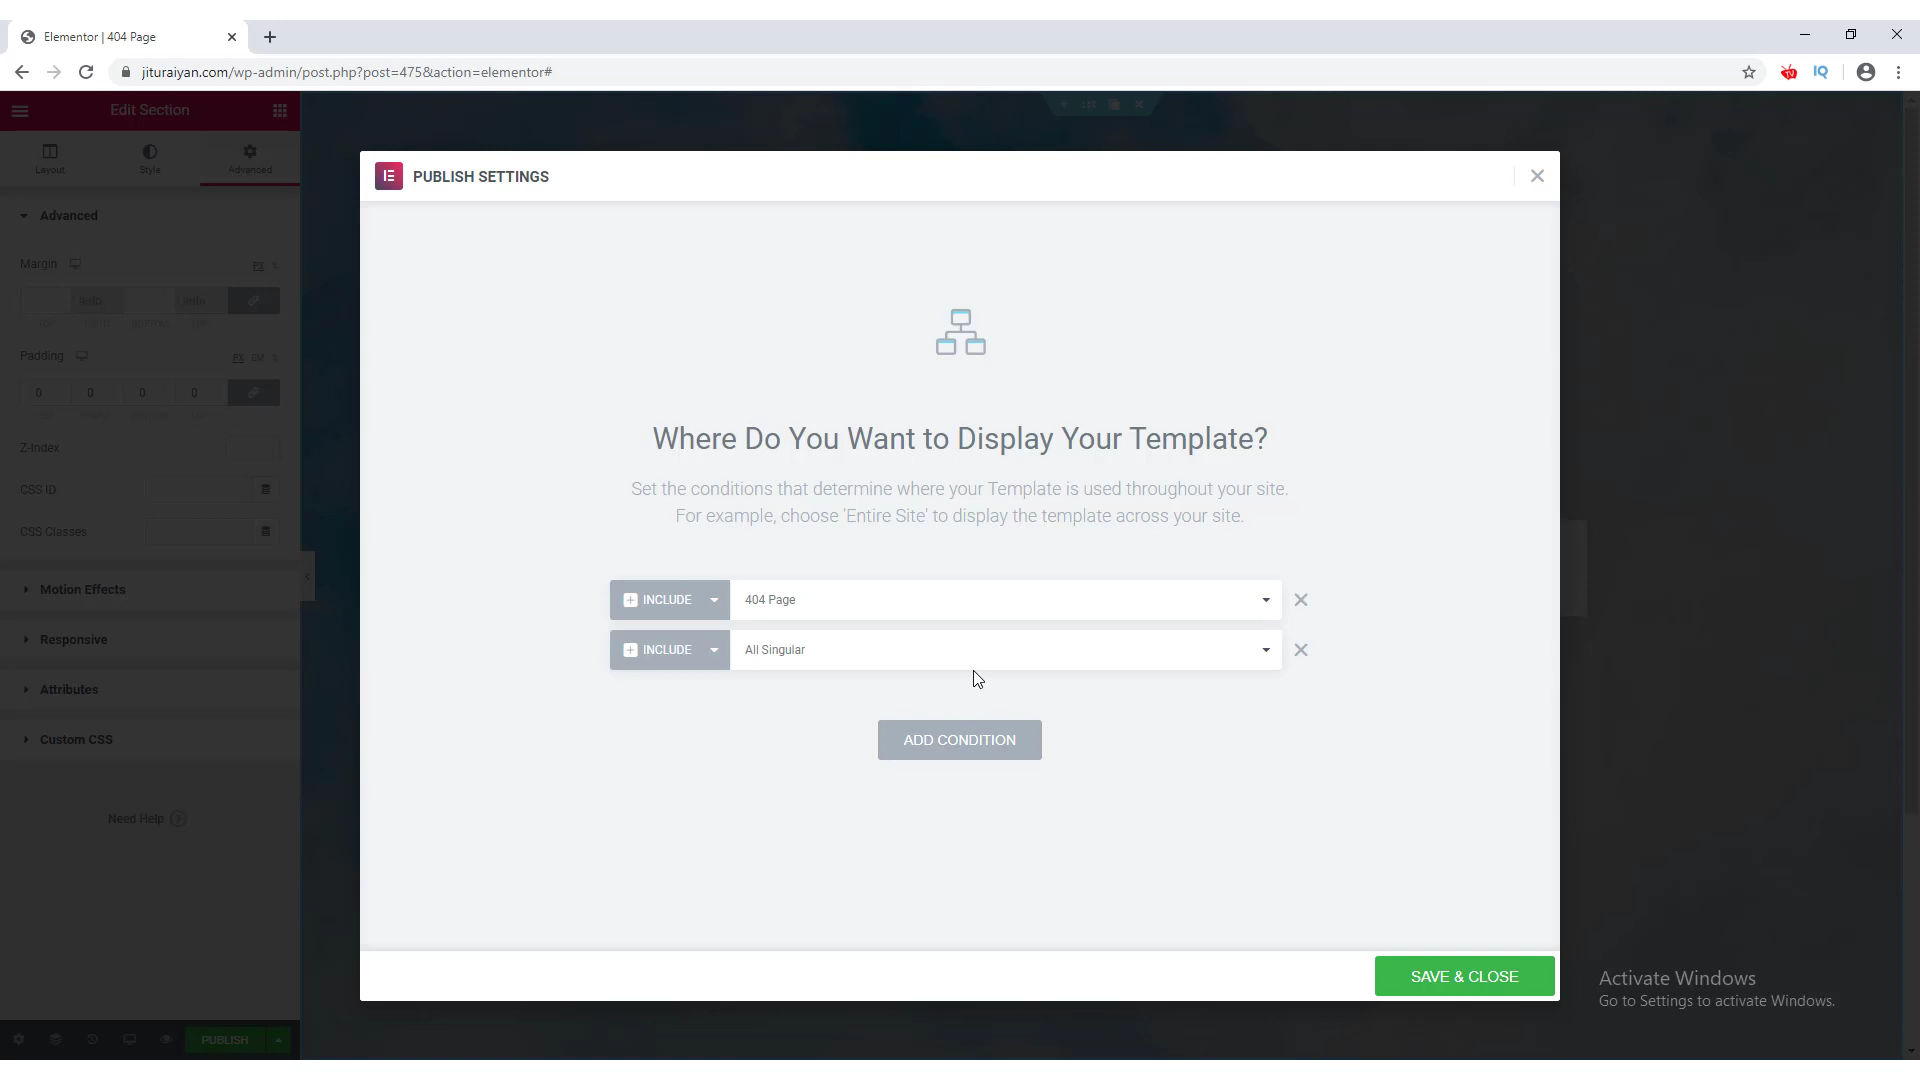 Elementor | 404 Page
jituraiyan.com/wp-admin/post.php?post=475&action=elementor#
IQ
Edit Section
Layout
Style
Advanced
PUBLISH SETTINGS
Advanced
Margin
PX
Padding
PX EM
0 0 0 0
Z-Index
CSS ID
CSS Classes
Motion Effects
Responsive
Attributes
Custom CSS
Need Help
PUBLISH
Where Do You Want to Display Your Template?
Set the conditions that determine where your Template is used throughout your site.
For example, choose 'Entire Site' to display the template across your site.
INCLUDE 404 Page
INCLUDE All Singular
ADD CONDITION
SAVE & CLOSE
Activate Windows
Go to Settings to activate Windows.